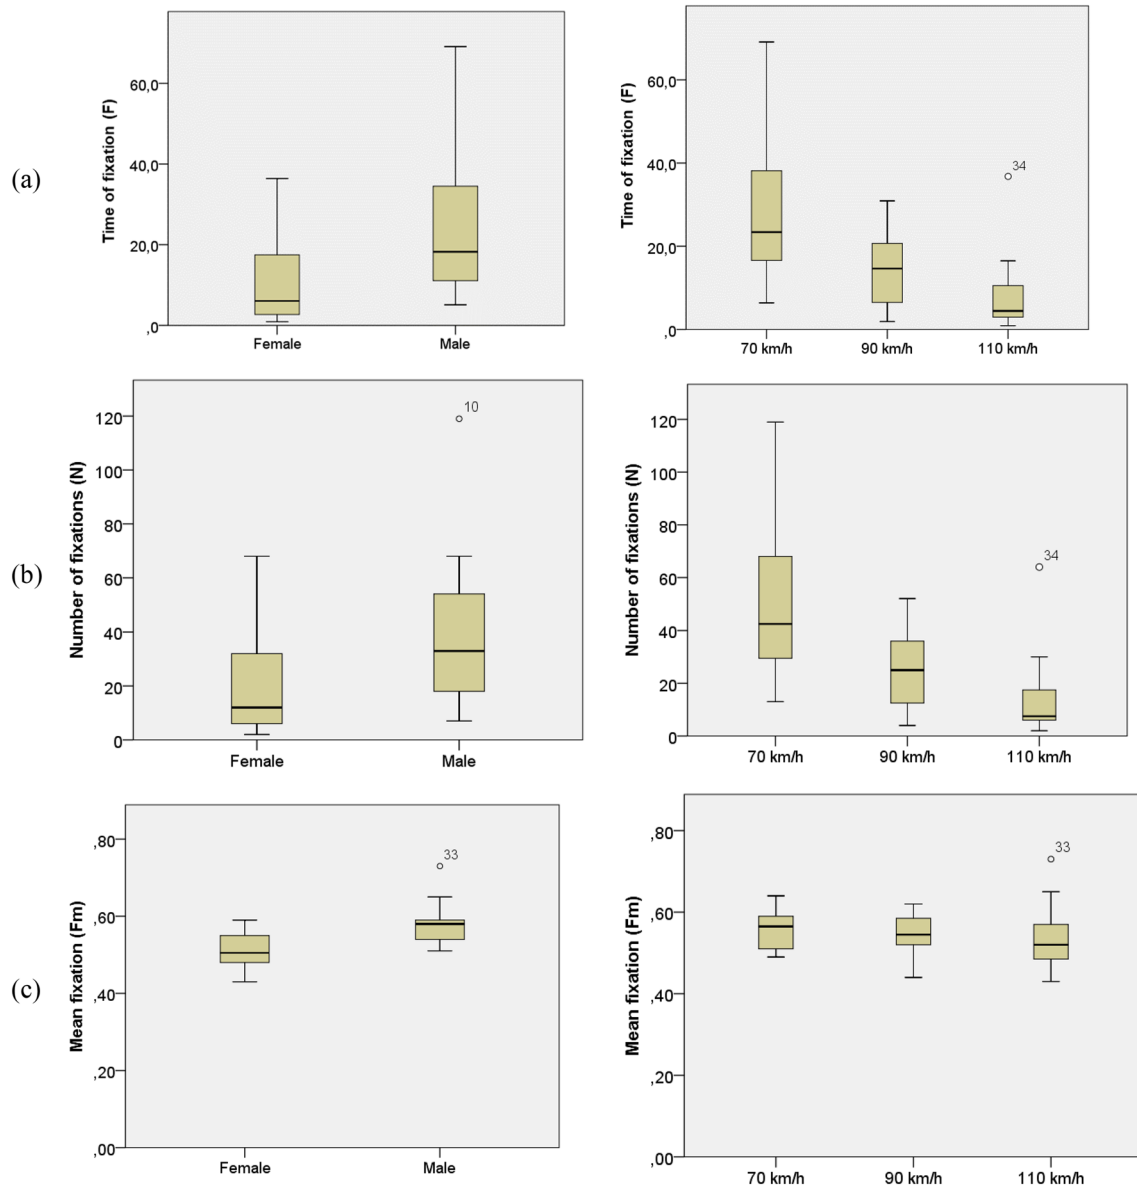 (a)
Time of fixation (F)
60,0
40,0
20,0
,0
Female Male
Time of fixation (F)
60,0
40,0
20,0
,0
34
70 km/h 90 km/h 110 km/h
(b)
Number of fixations (N)
120
100
80
60
40
20
0
10
Female Male
Number of fixations (N)
120
100
80
60
40
20
0
34
70 km/h 90 km/h 110 km/h
(c)
Mean fixation (Fm)
,80
,60
,40
,20
,00
33
Female Male
Mean fixation (Fm)
,80
,60
,40
,20
,00
33
70 km/h 90 km/h 110 km/h